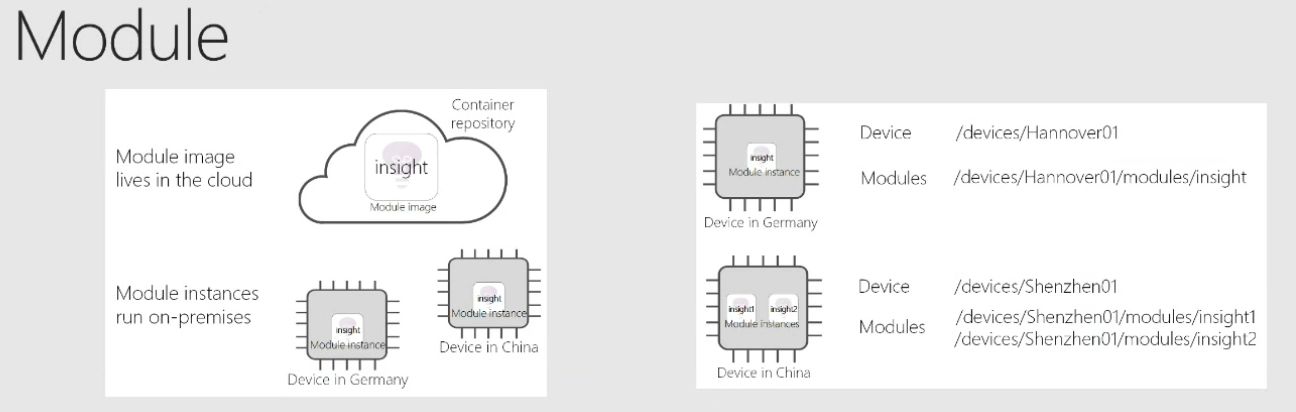 Module
Container
repository
Module image
lives in the cloud
insight
Module image
Module instances
run on-premises
insight
Module instance
Device in China
insight
Module instance
Device in Germany
insight
Module instance
Device in Germany
Device /devices/Hannover01
Modules /devices/Hannover01/modules/insight
insight1 insight2
Module instances
Device in China
Device /devices/Shenzhen01
Modules /devices/Shenzhen01/modules/insight1
/devices/Shenzhen01/modules/insight2